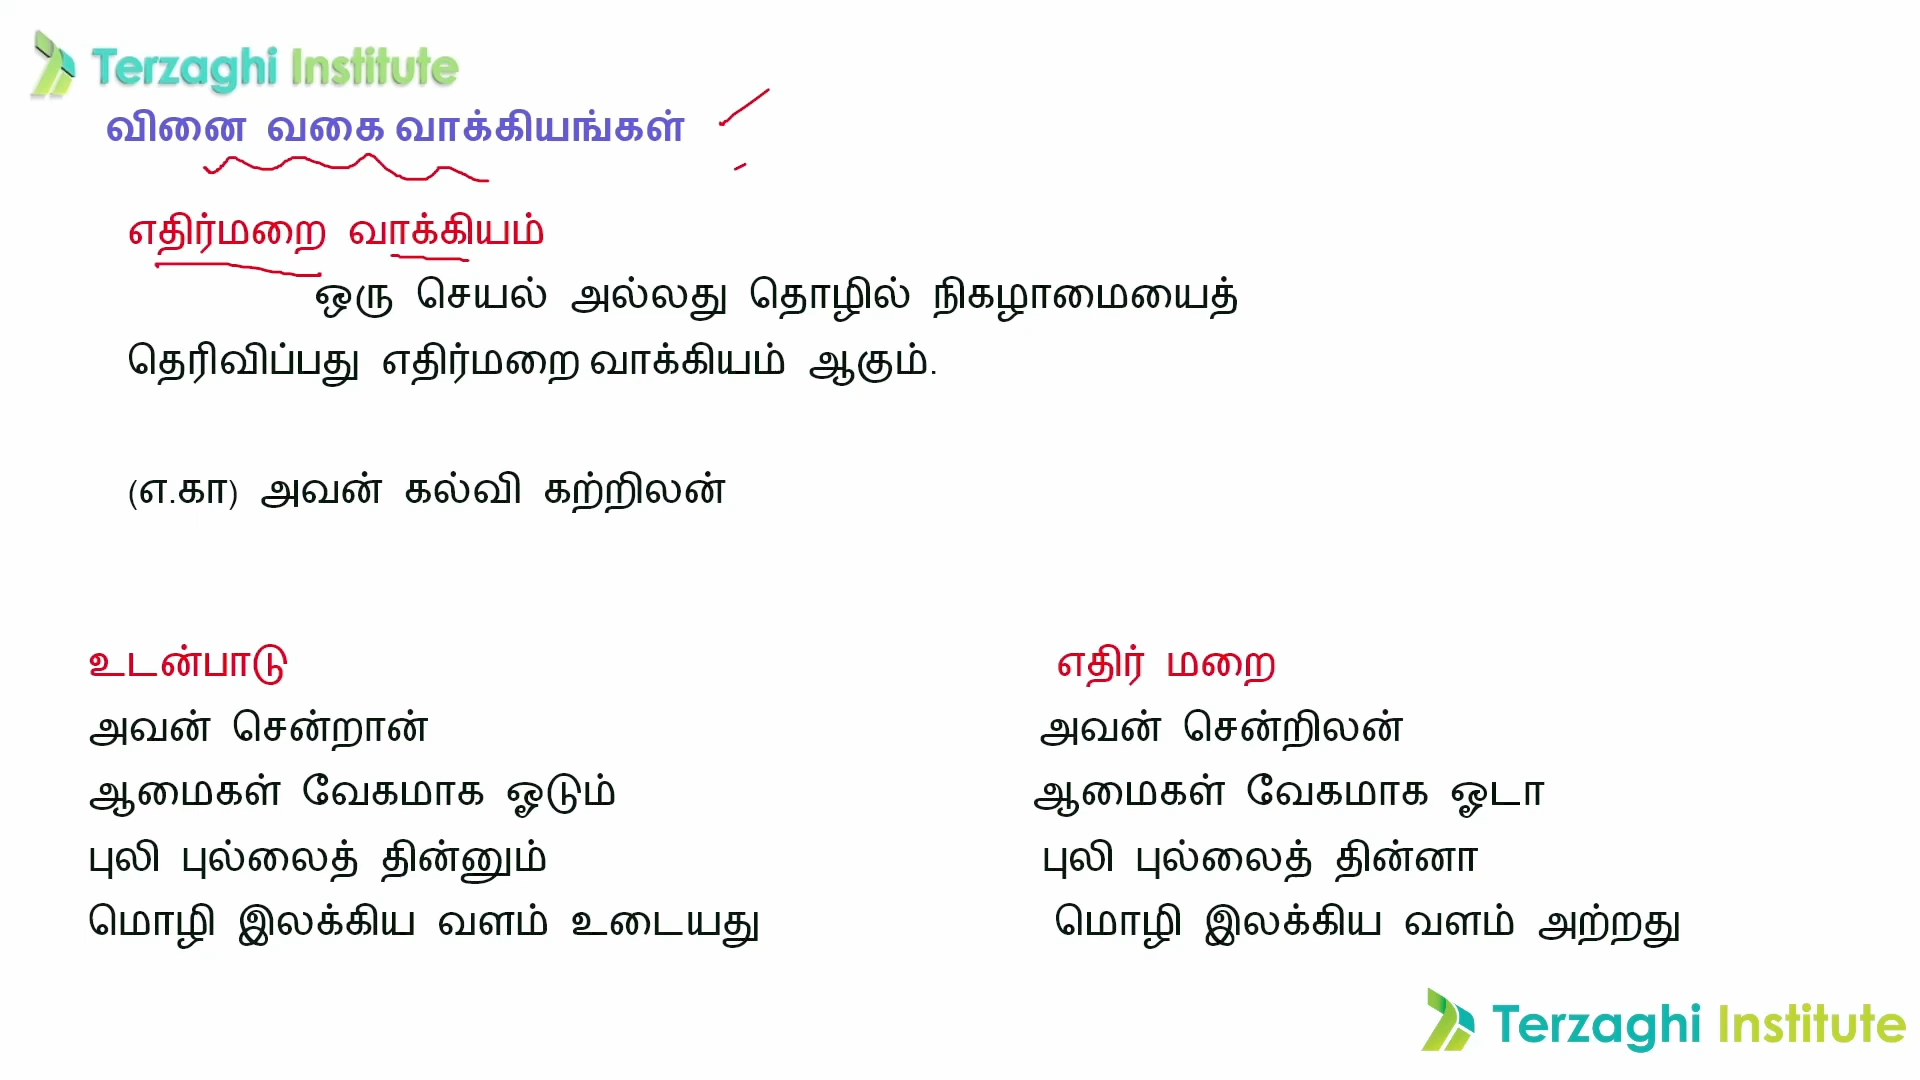 Terzaghi Institute
வினை வகை வாக்கியங்கள்
எதிர்மறை வாக்கியம்
ஒரு செயல் அல்லது தொழில் நிகழாமையைத்
தெரிவிப்பது எதிர்மறை வாக்கியம் ஆகும்.
(எ.கா) அவன் கல்வி கற்றிலன்
உடன்பாடு
அவன் சென்றான்
ஆமைகள் வேகமாக ஓடும்
புலி புல்லைத் தின்னும்
மொழி இலக்கிய வளம் உடையது
எதிர் மறை
அவன் சென்றிலன்
ஆமைகள் வேகமாக ஓடா
புலி புல்லைத் தின்னா
மொழி இலக்கிய வளம் அற்றது
Terzaghi Institute